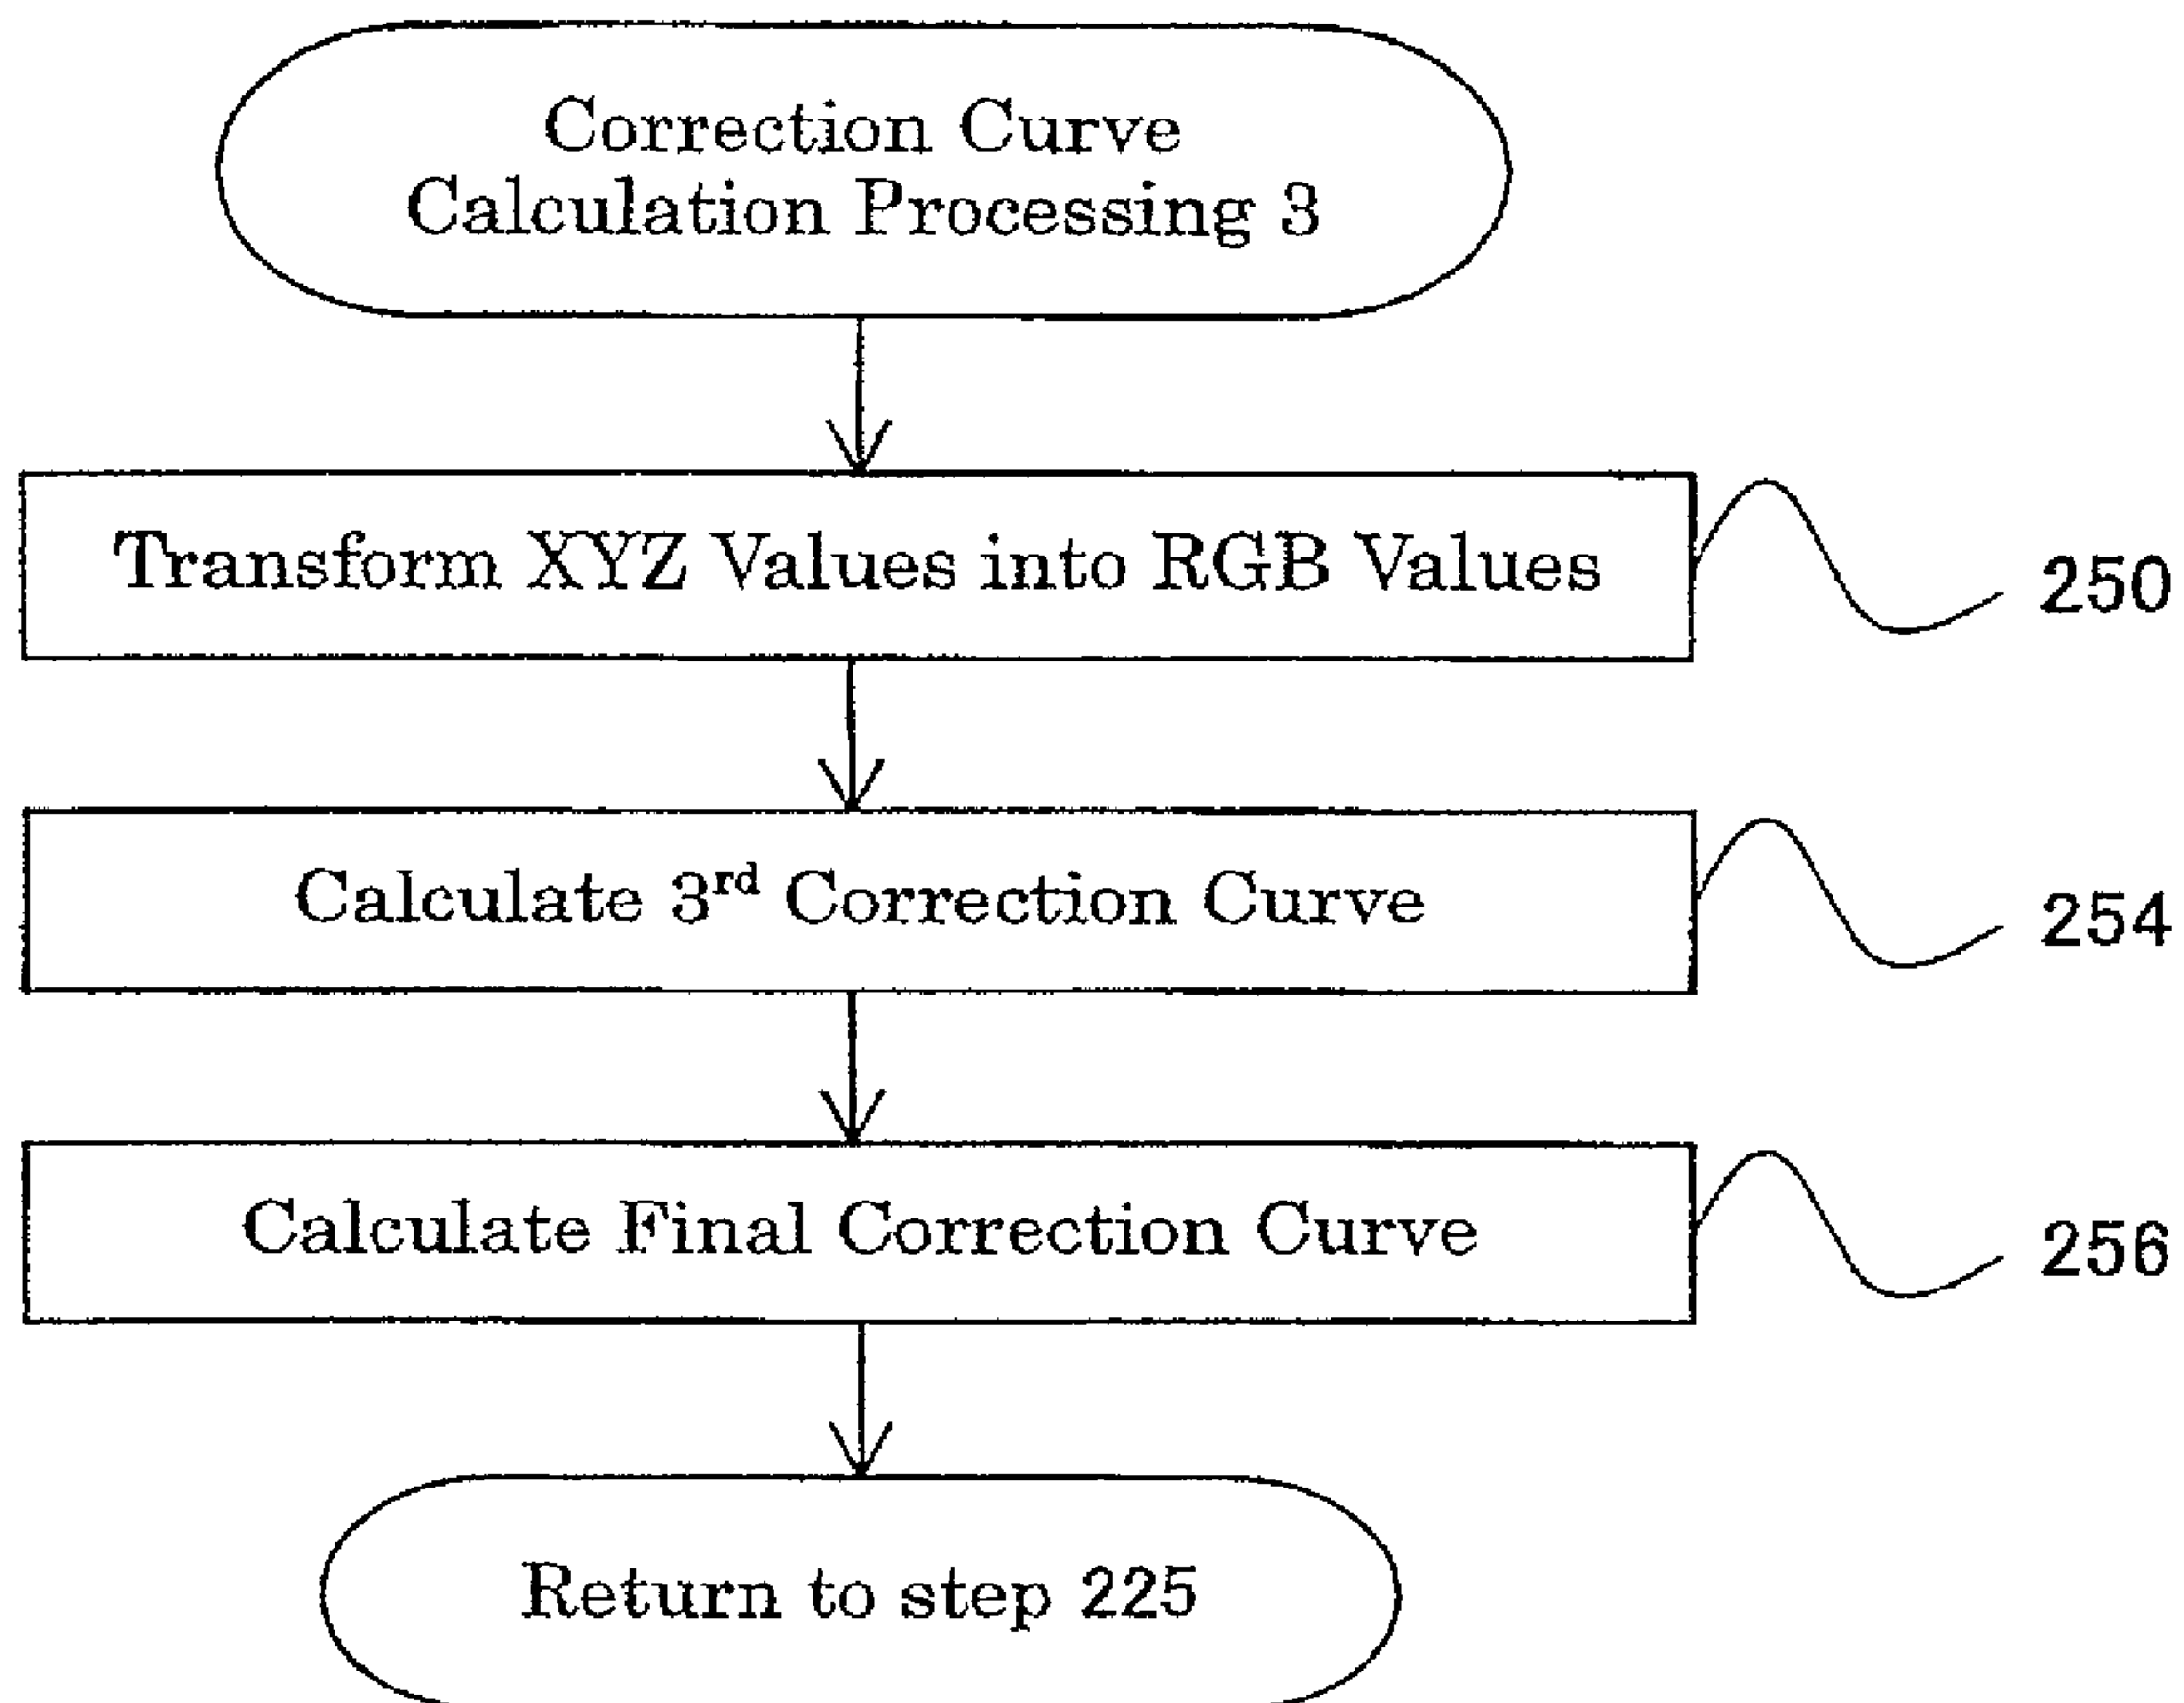 Correction Curve
Calculation Processing 3
Transform XYZ Values into RGB Values
250
Calculate 3rd Correction Curve
254
Calculate Final Correction Curve
256
Return to step 225